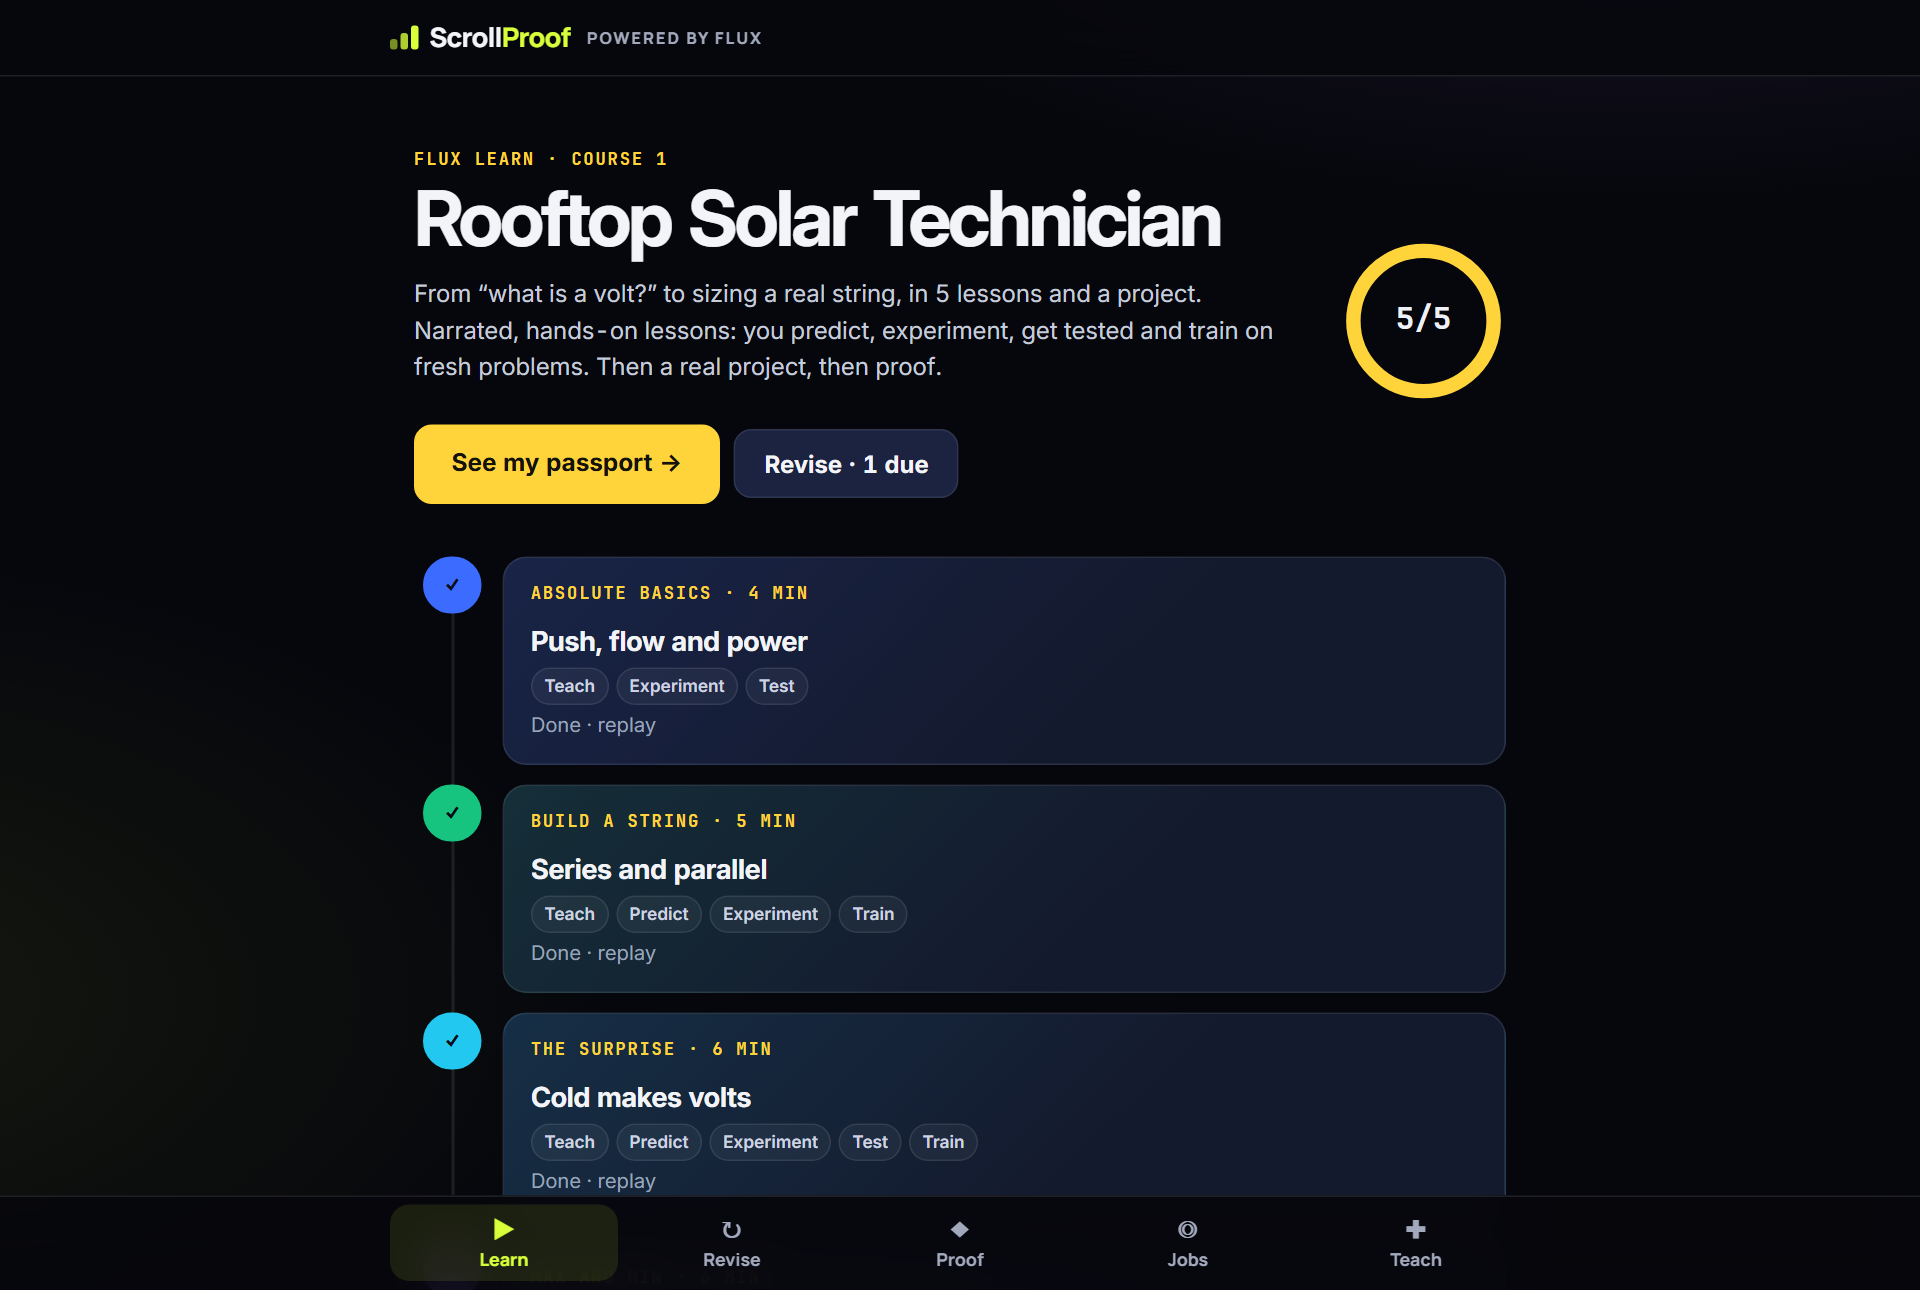 ScrollProof POWERED BY FLUX
FLUX LEARN · COURSE 1
Rooftop Solar Technician
From “what is a volt?” to sizing a real string, in 5 lessons and a project.
Narrated, hands-on lessons: you predict, experiment, get tested and train on
fresh problems. Then a real project, then proof.
5/5
See my passport →
Revise · 1 due
ABSOLUTE BASICS · 4 MIN
Push, flow and power
Teach Experiment Test
Done · replay
BUILD A STRING · 5 MIN
Series and parallel
Teach Predict Experiment Train
Done · replay
THE SURPRISE · 6 MIN
Cold makes volts
Teach Predict Experiment Test Train
Done · replay
Learn Revise Proof Jobs Teach